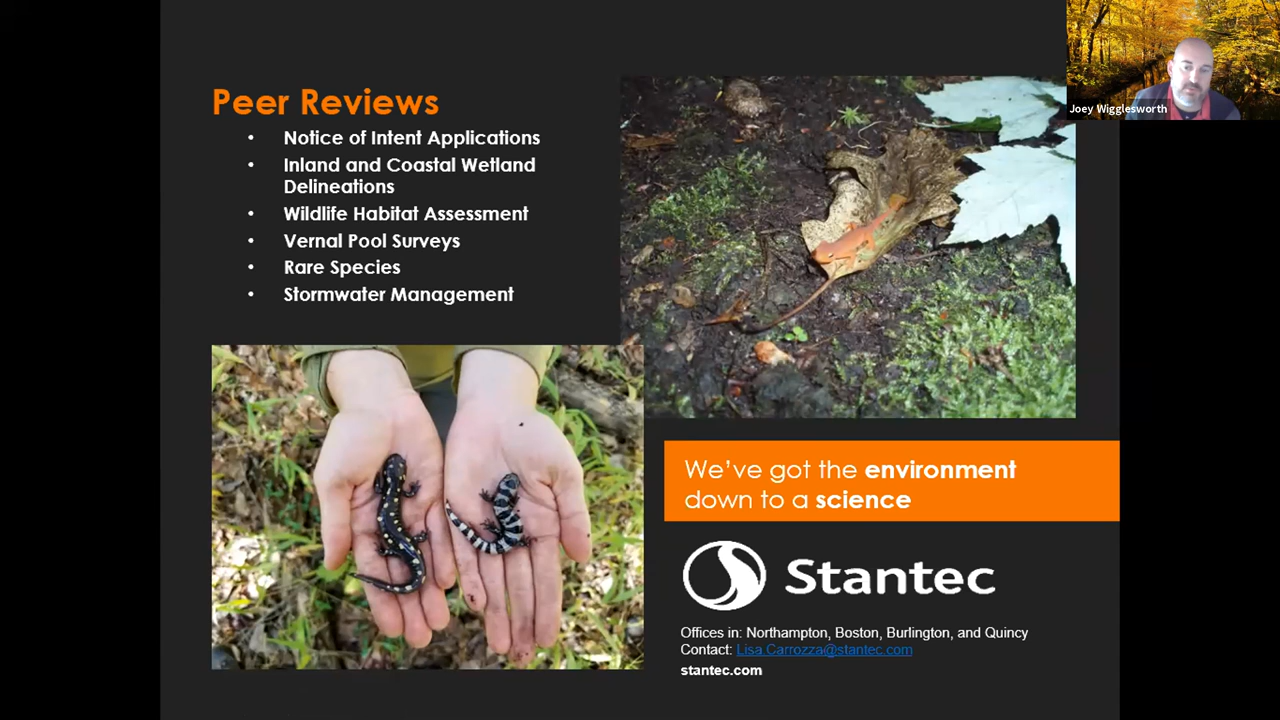 Peer Reviews
• Notice of Intent Applications
• Inland and Coastal Wetland
Delineations
• Wildlife Habitat Assessment
• Vernal Pool Surveys
• Rare Species
• Stormwater Management
Joey Wigglesworth
We've got the environment
down to a science
Stantec
Offices in: Northampton, Boston, Burlington, and Quincy
Contact: Lisa.Carrozza@stantec.com
stantec.com